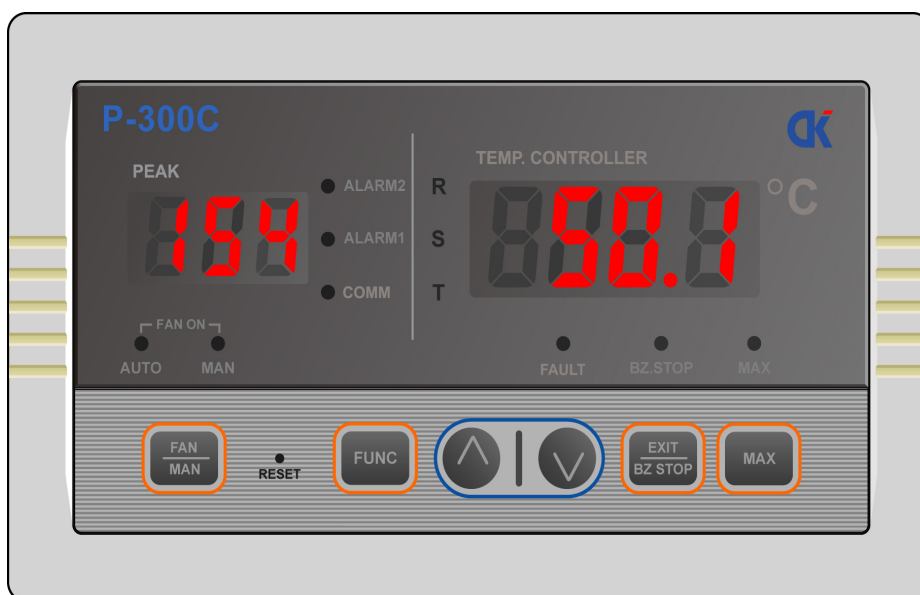 P-300C
PEAK
154
ALARM2
ALARM1
COMM
FAN ON
AUTO MAN
TEMP. CONTROLLER
R
S
T
50.1
°C
FAULT BZ.STOP MAX
FAN
MAN
RESET
FUNC
EXIT
BZ STOP
MAX